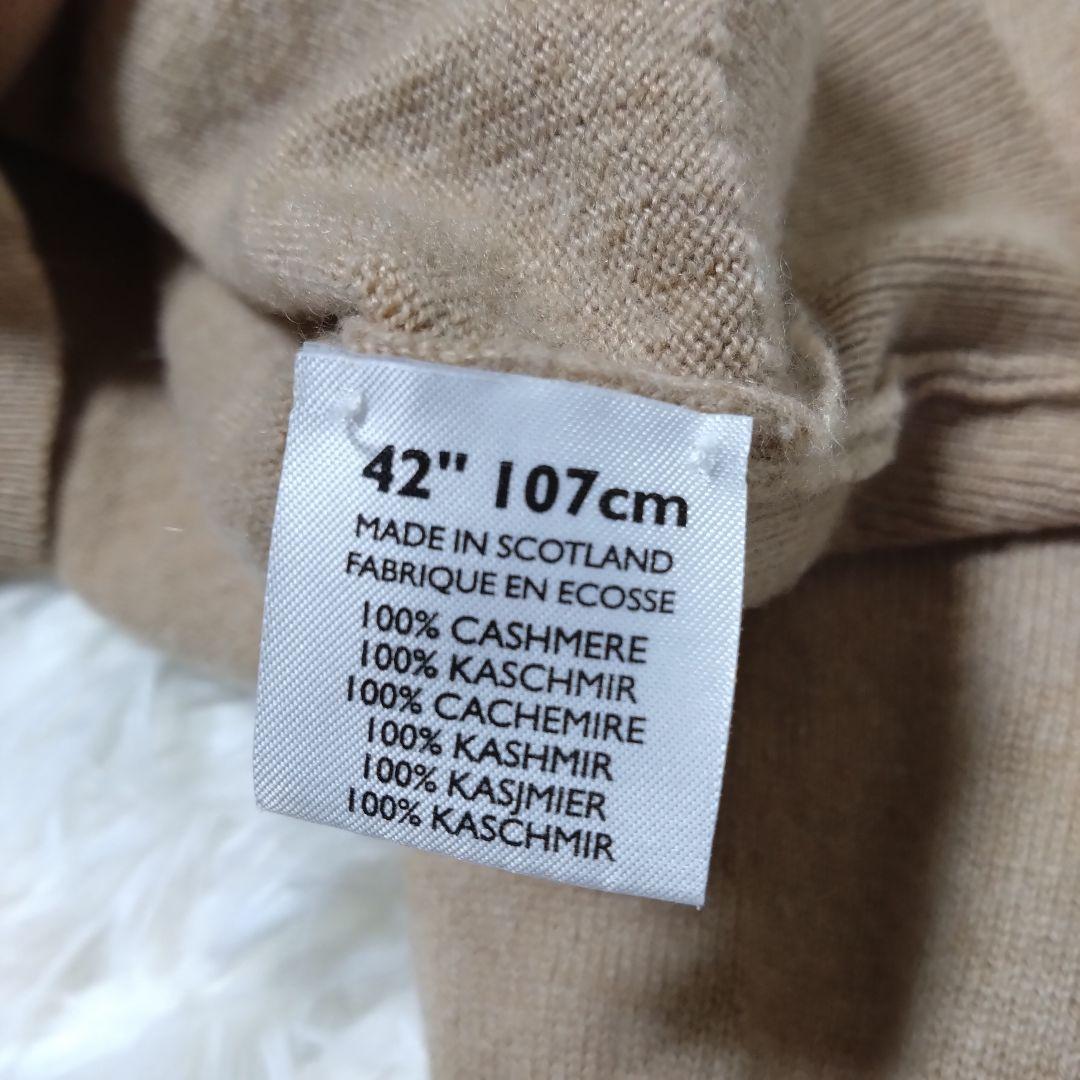 42" 107cm
MADE IN SCOTLAND
FABRIQUE EN ECOSSE
100% CASHMERE
100% KASCHMIR
100% CACHEMIRE
100% KASHMIR
100% KASJMIER
100% KASCHMIR